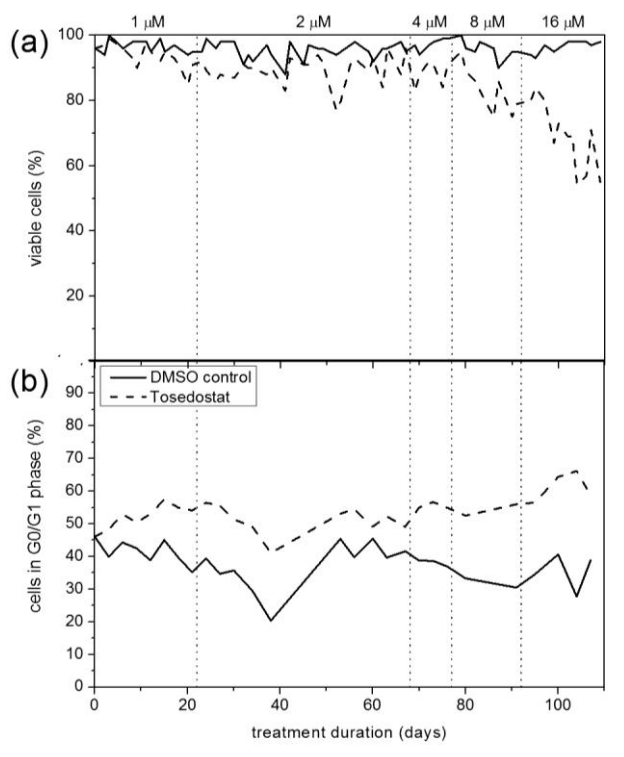 1 µM 2 µM 4 µM 8 µM 16 µM
(a)
100
80
60
40
20
viable cells (%)
(b)
DMSO control
Tosedostat
90
80
70
60
50
40
30
20
10
0
cells in G0/G1 phase (%)
0 20 40 60 80 100
treatment duration (days)